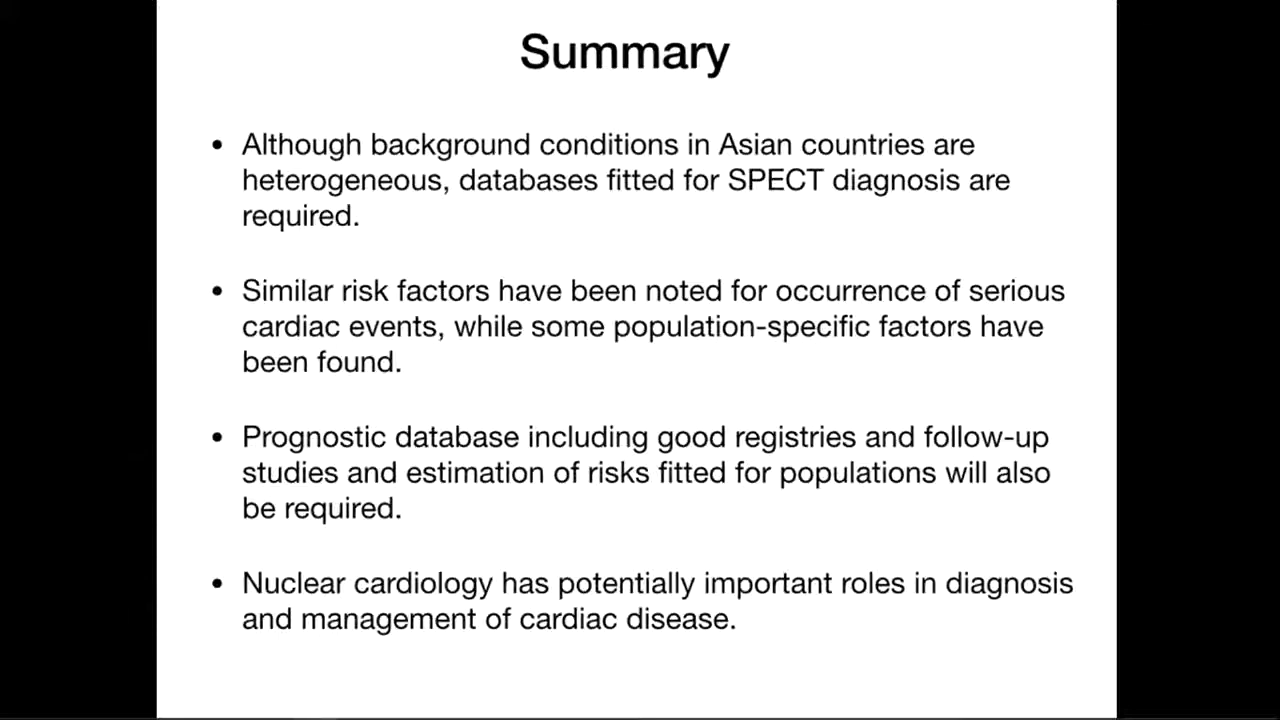 Summary
• Although background conditions in Asian countries are
heterogeneous, databases fitted for SPECT diagnosis are
required.
• Similar risk factors have been noted for occurrence of serious
cardiac events, while some population-specific factors have
been found.
• Prognostic database including good registries and follow-up
studies and estimation of risks fitted for populations will also
be required.
• Nuclear cardiology has potentially important roles in diagnosis
and management of cardiac disease.